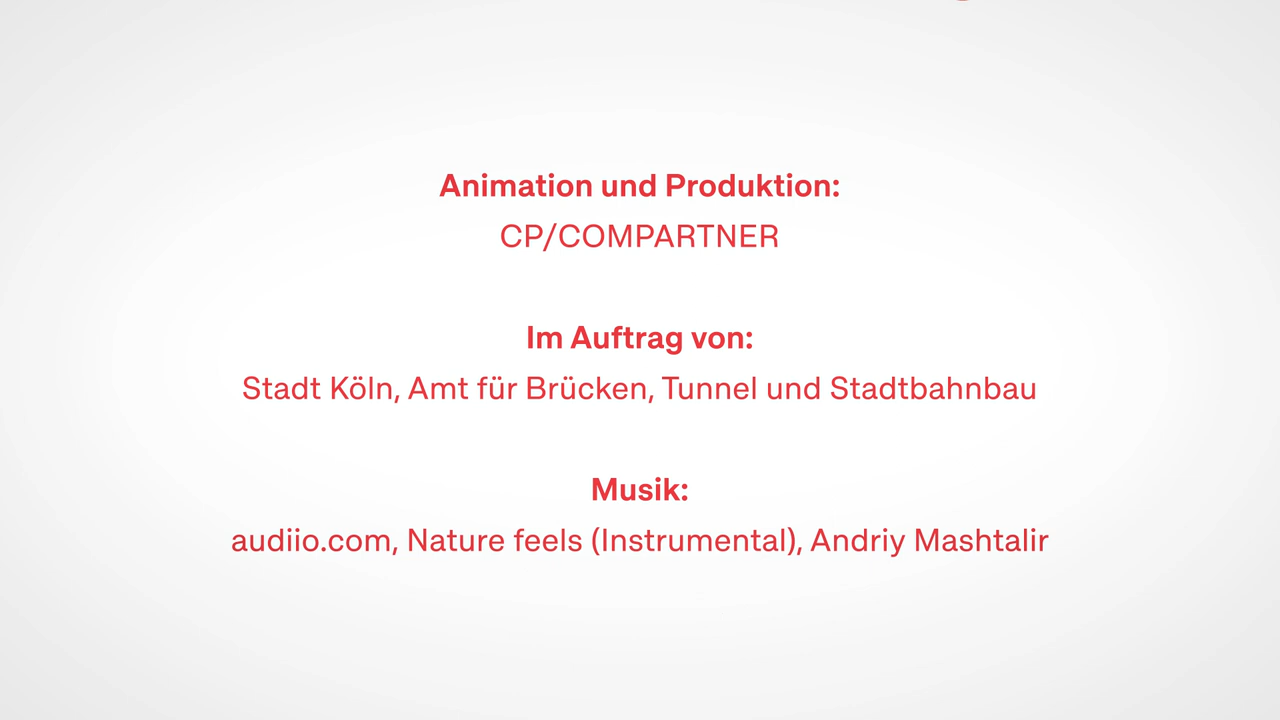 Animation und Produktion:
CP/COMPARTNER
Im Auftrag von:
Stadt Köln, Amt für Brücken, Tunnel und Stadtbahnbau
Musik:
audiio.com, Nature feels (Instrumental), Andriy Mashtalir